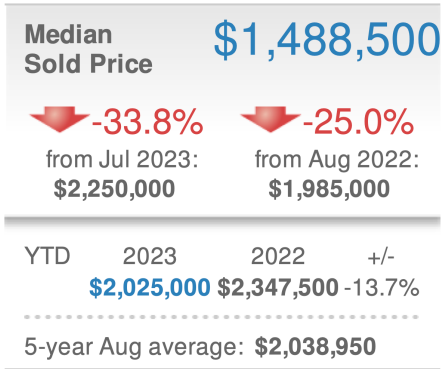 Median
Sold Price
$1,488,500
-33.8% -25.0%
from Jul 2023: from Aug 2022:
$2,250,000 $1,985,000
YTD 2023 2022 +/-
$2,025,000 $2,347,500 -13.7%
5-year Aug average: $2,038,950